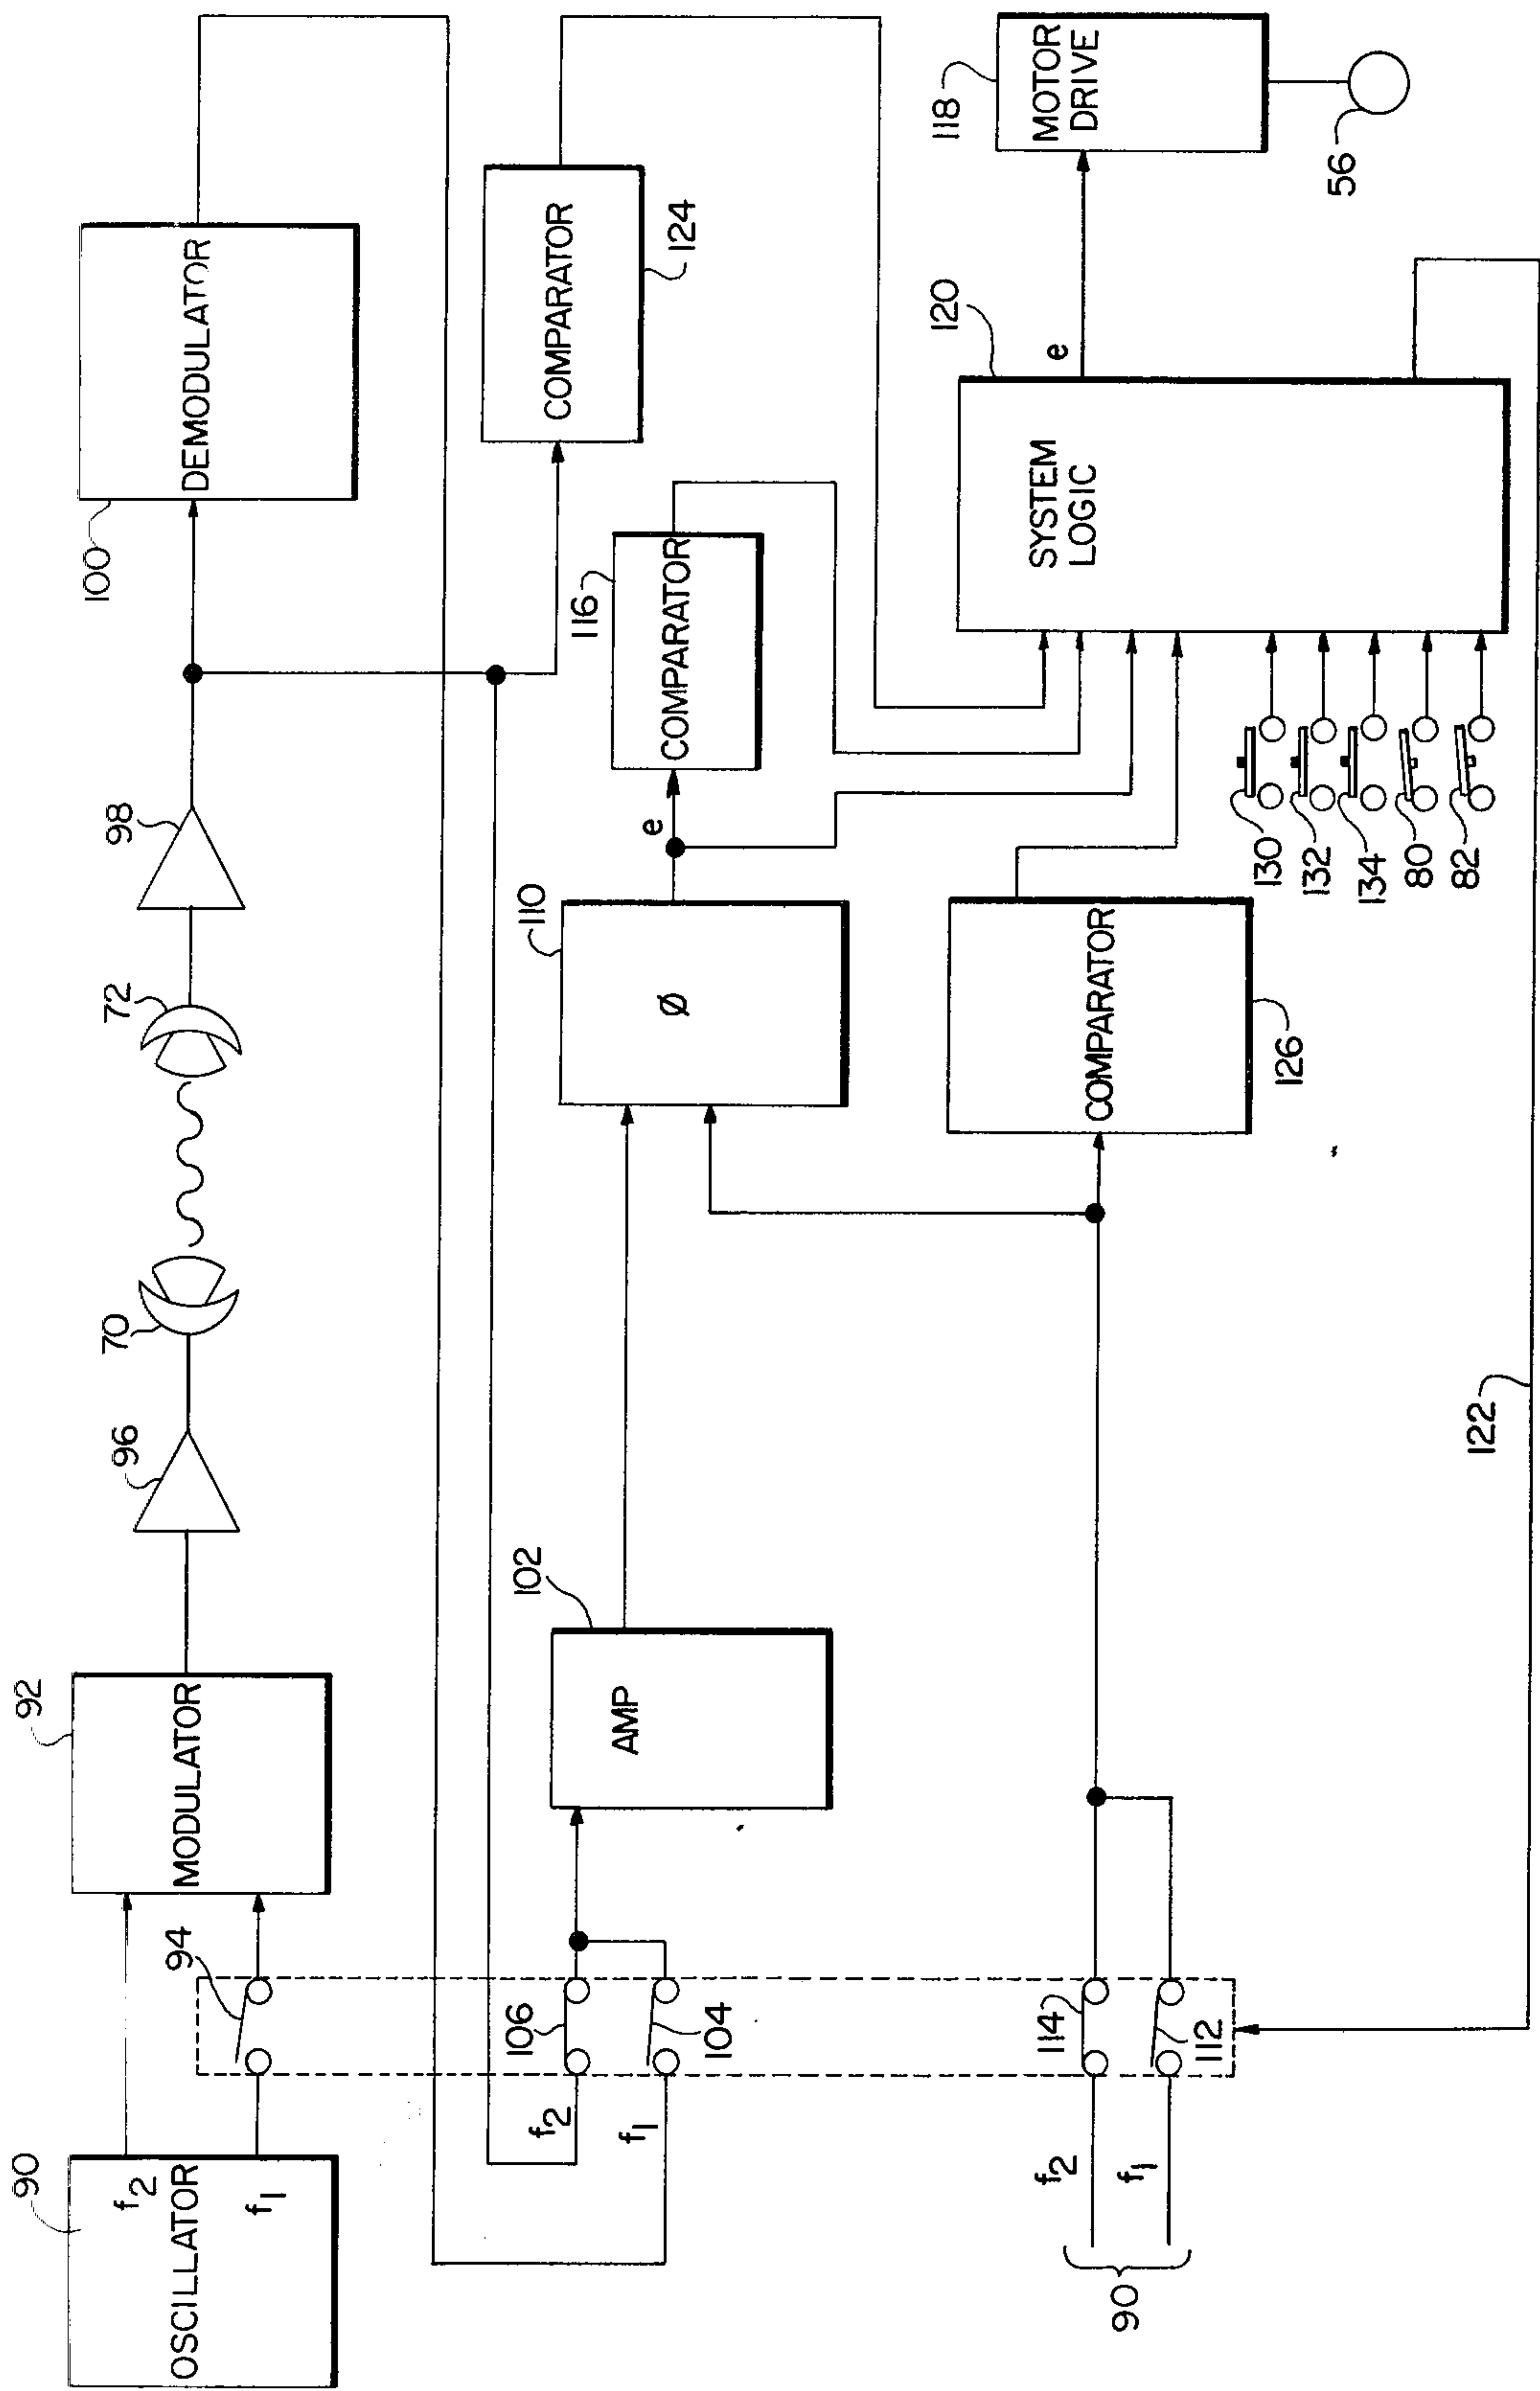 90
OSCILLATOR
f2
f1
94
92
MODULATOR
96
70
72
98
100
DEMODULATOR
f2
f1
106
104
102
AMP
110
Ø
e
116
COMPARATOR
COMPARATOR
124
90
f2
f1
114
112
COMPARATOR
126
130
132
134
80
82
120
SYSTEM
LOGIC
e
118
MOTOR
DRIVE
56
122